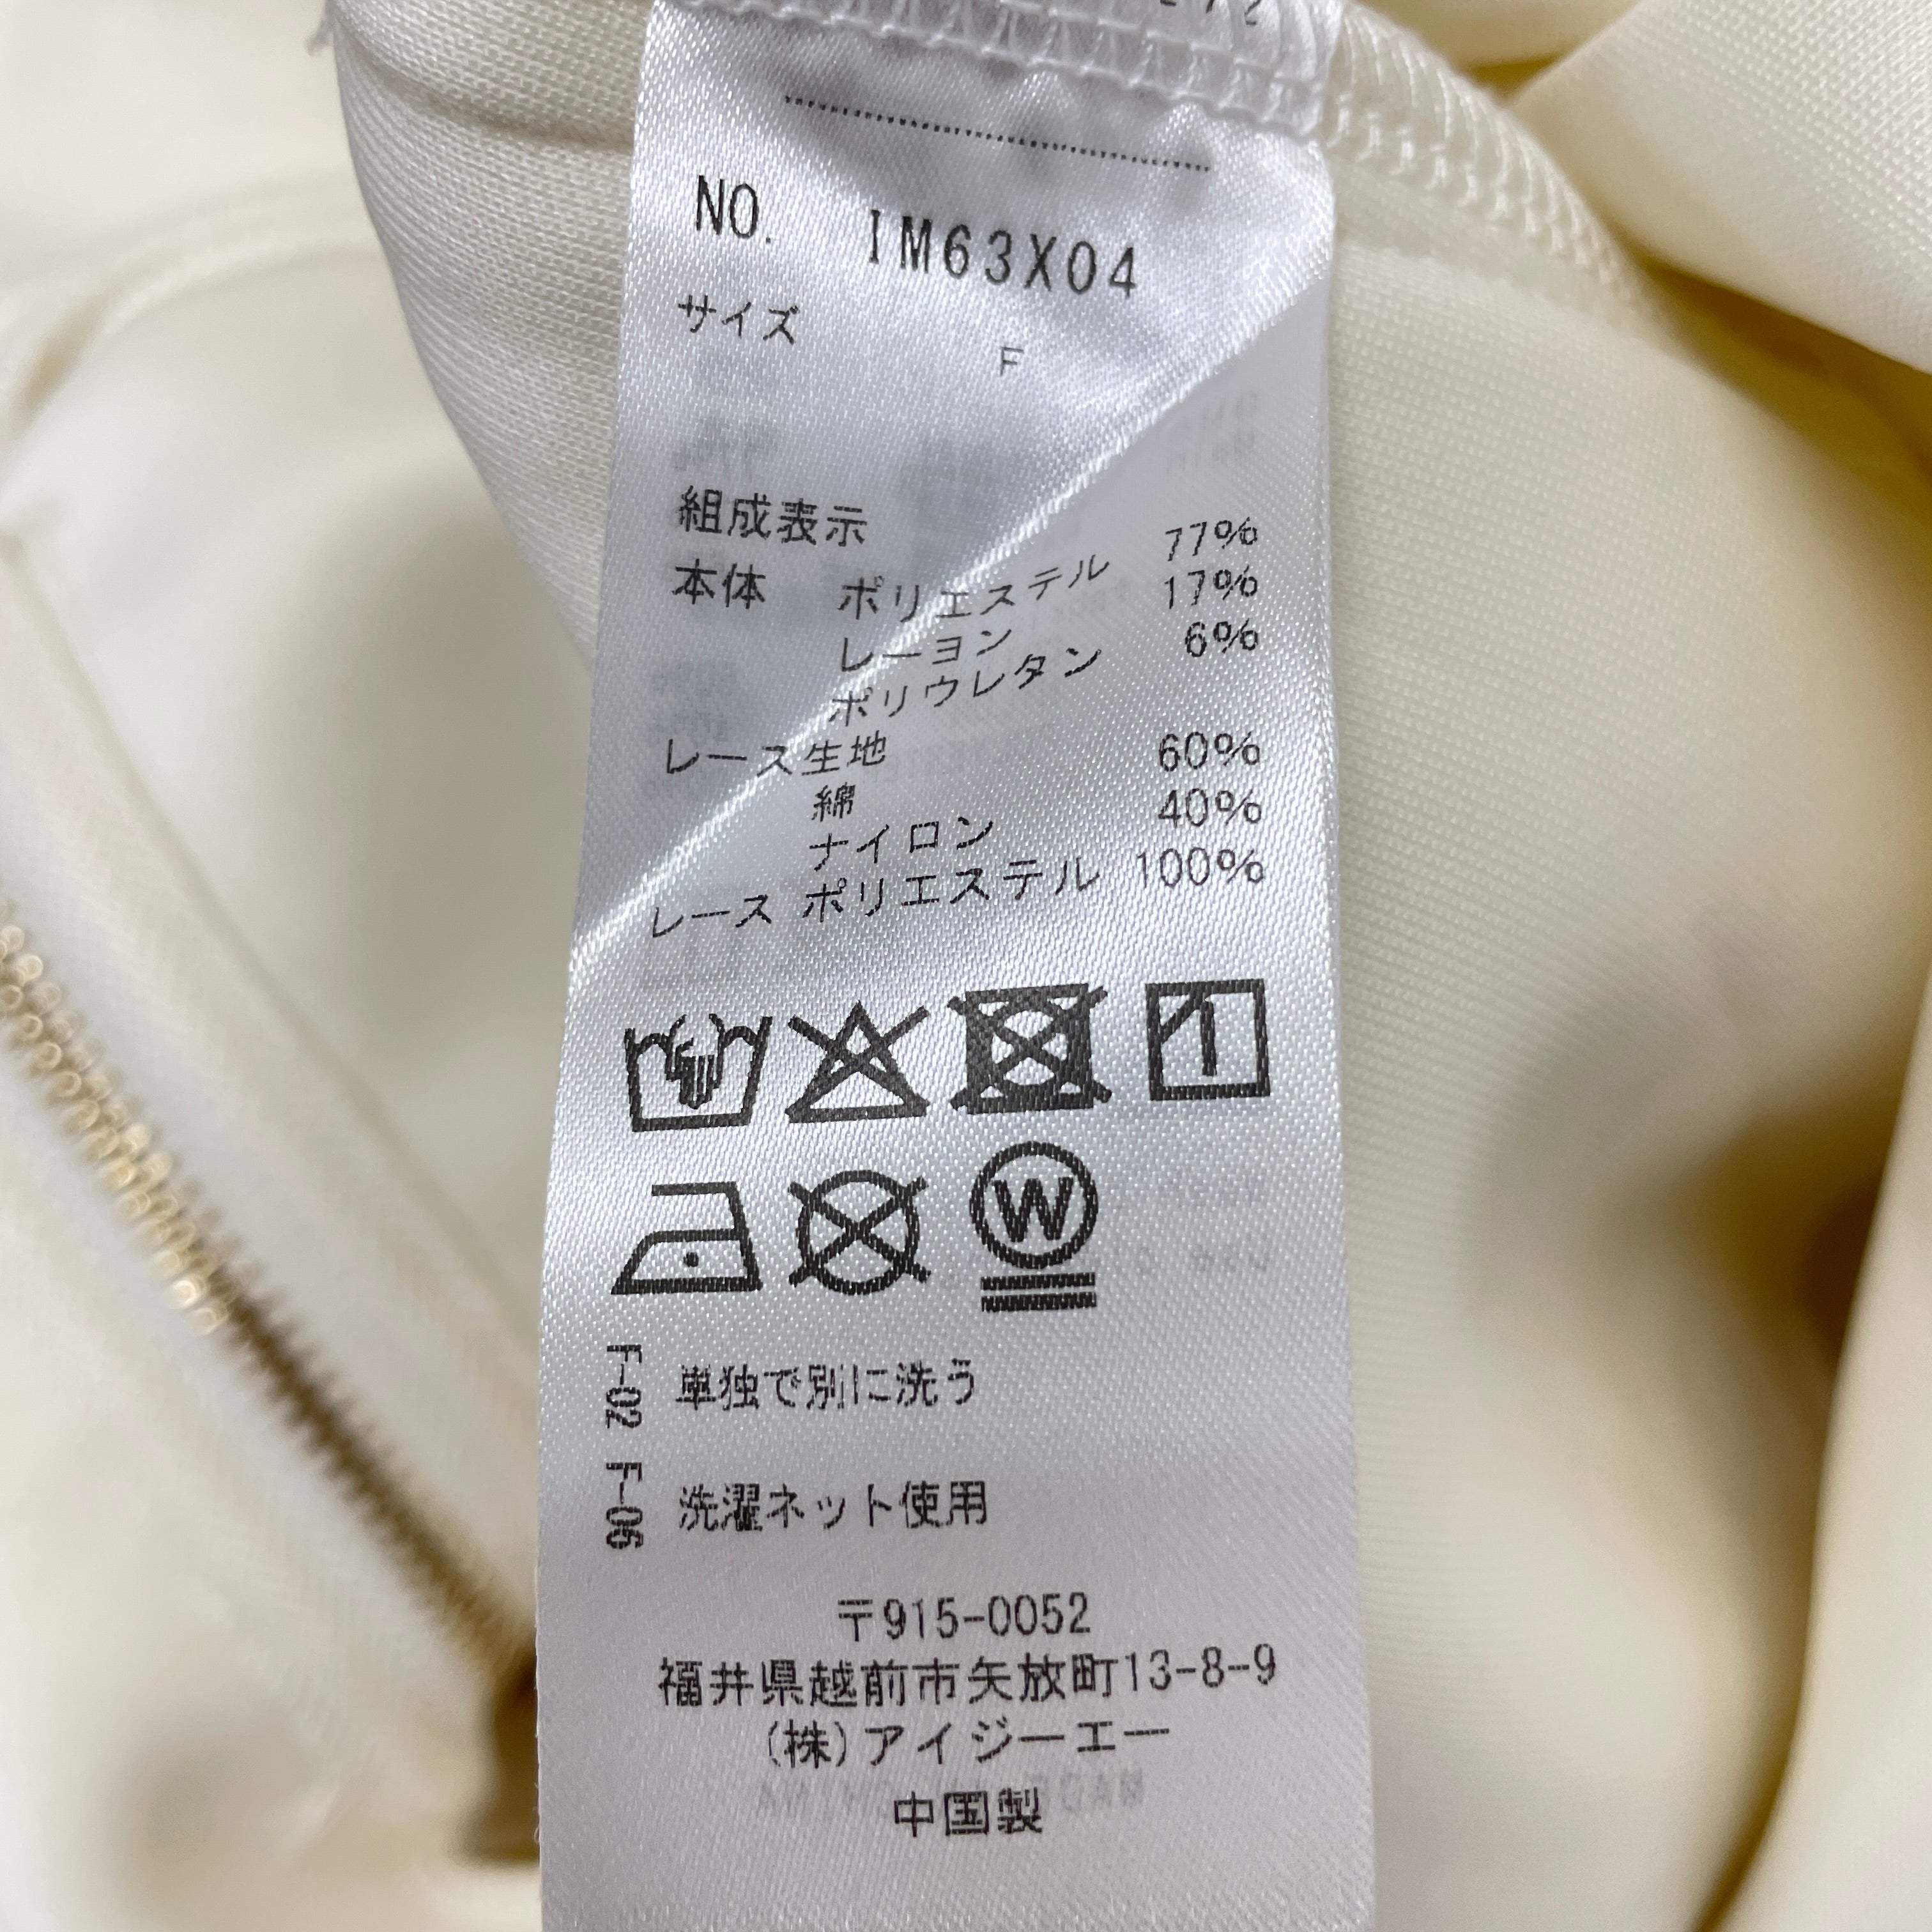 NO. IM63X04
サイズ F
組成表示
本体 ポリエステル 77%
レーヨン 17%
ポリウレタン 6%
レース生地
綿 60%
ナイロン 40%
レース ポリエステル 100%
W
F-02 単独で別に洗う
F-06 洗濯ネット使用
〒915-0052
福井県越前市矢放町13-8-9
(株)アイジーエー
中国製